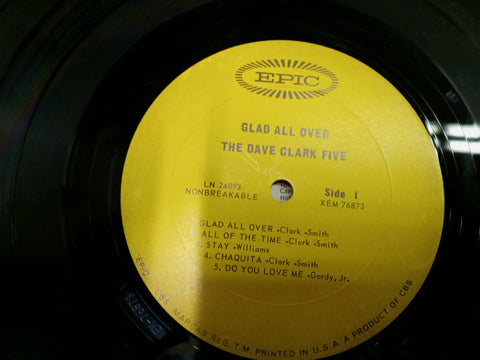 EPIC
GLAD ALL OVER
THE DAVE CLARK FIVE
LN 24093
NONBREAKABLE
Side 1
XEM 76873
GLAD ALL OVER -Clark -Smith
ALL OF THE TIME -Clark -Smith
3. STAY -Williams
4. CHAQUITA -Clark -Smith
5. DO YOU LOVE ME -Gordy, Jr.
EPIC CBS MARCAS REG. T.M. PRINTED IN U.S.A. A PRODUCT OF CBS